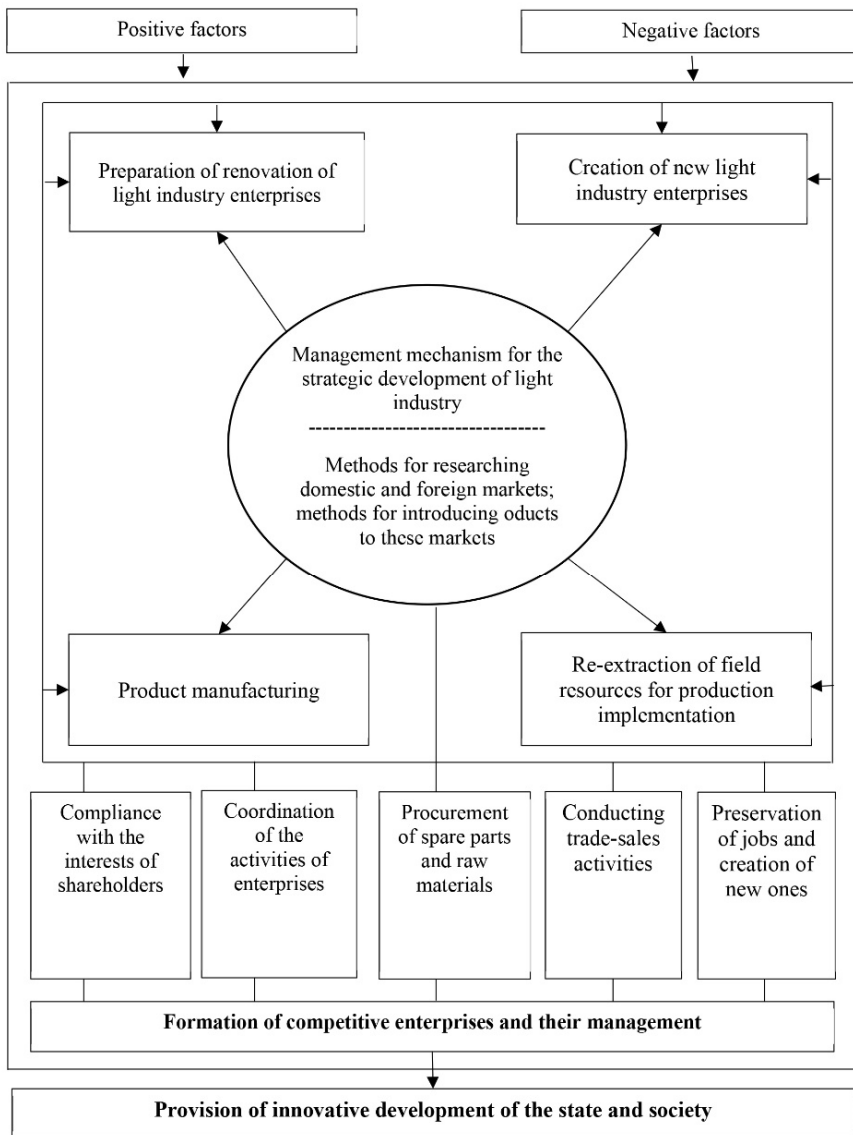 Positive factors
Negative factors
Preparation of renovation of
light industry enterprises
Creation of new light
industry enterprises
Management mechanism for the
strategic development of light
industry
----------------------------------
Methods for researching
domestic and foreign markets;
methods for introducing oducts
to these markets
Product manufacturing
Re-extraction of field
resources for production
implementation
Compliance
with the
interests of
shareholders
Coordination
of the
activities of
enterprises
Procurement
of spare parts
and raw
materials
Conducting
trade-sales
activities
Preservation
of jobs and
creation of
new ones
Formation of competitive enterprises and their management
Provision of innovative development of the state and society